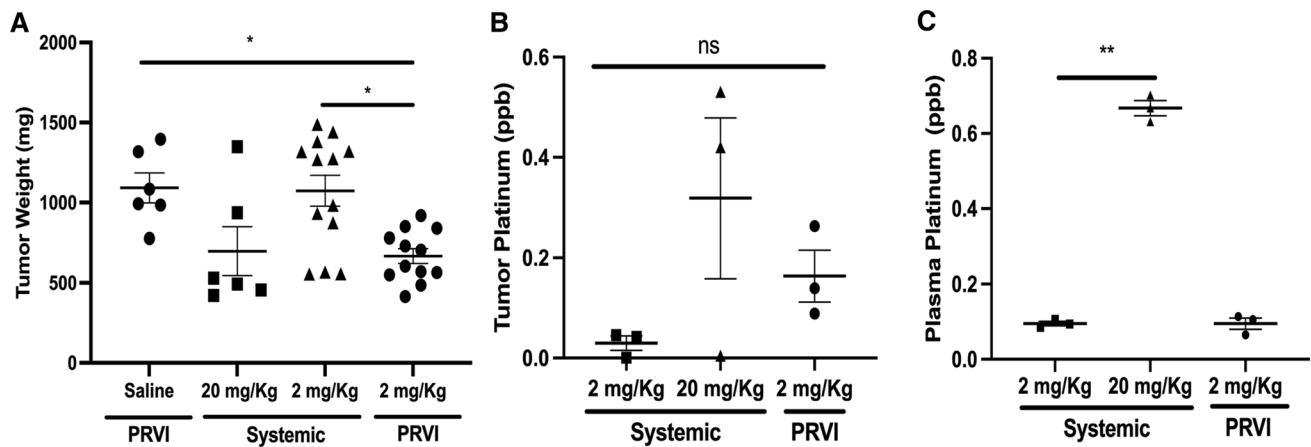 A
Tumor Weight (mg)
2000
1500
1000
500
0
*
*
Saline 20 mg/Kg 2 mg/Kg 2 mg/Kg
PRVI Systemic PRVI
B
Tumor Platinum (ppb)
0.6
0.4
0.2
0.0
ns
2 mg/Kg 20 mg/Kg 2 mg/Kg
Systemic PRVI
C
Plasma Platinum (ppb)
0.8
0.6
0.4
0.2
0.0
**
2 mg/Kg 20 mg/Kg 2 mg/Kg
Systemic PRVI